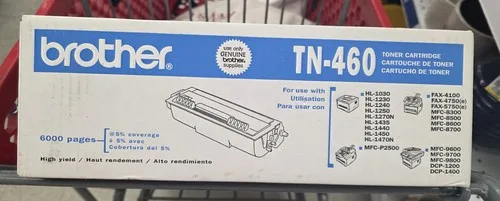 brother®
use only
GENUINE
brother®
supplies
TN-460
TONER CARTRIDGE
CARTOUCHE DE TONER
CARTUCHO DE TONER
For use with
Utilisation
Para usar con
HL-1030
HL-1230
HL-1240
HL-1250
HL-1270N
HL-1435
HL-1440
HL-1450
HL-1470N
MFC-P2500
FAX-4100
FAX-4750(e)
FAX-5750(e)
MFC-8300
MFC-8500
MFC-8600
MFC-8700
MFC-9600
MFC-9700
MFC-9800
DCP-1200
DCP-1400
6000 pages
@5% coverage
à 5% avec
Cobertura del 5%
High yield / Haut rendement / Alto rendimiento